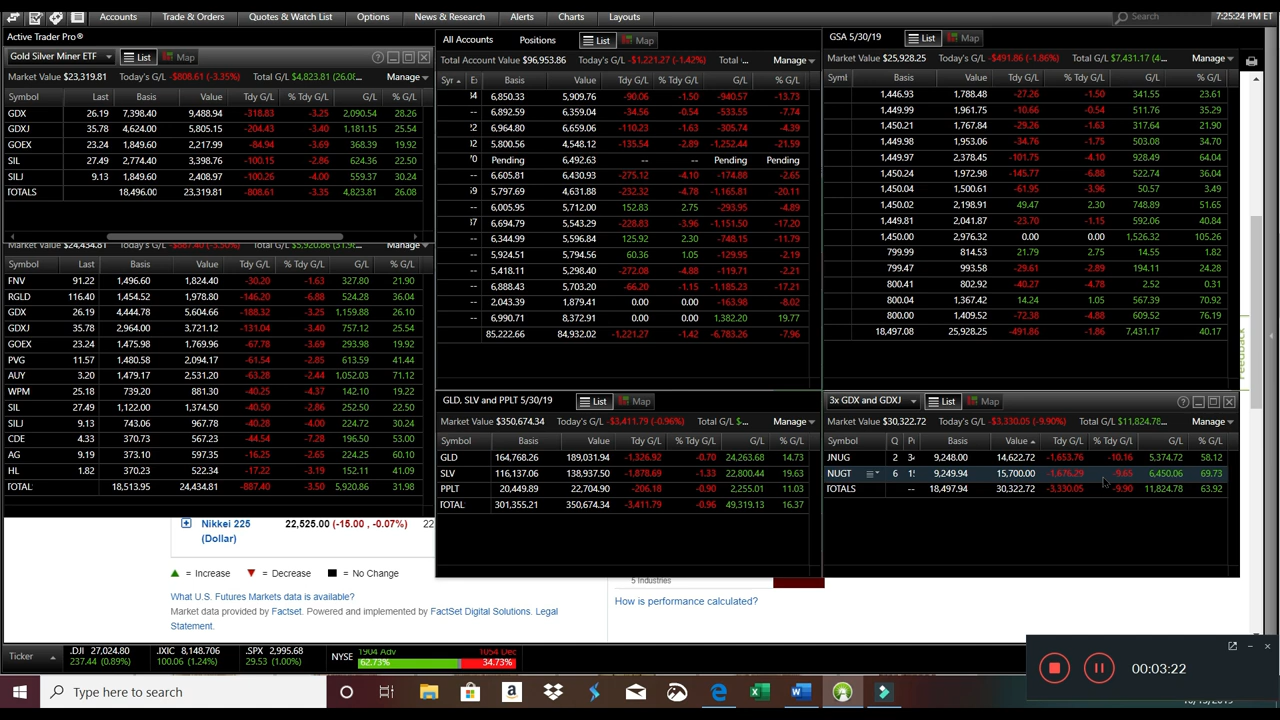 Accounts Trade & Orders Quotes & Watch List Options News & Research Alerts Charts Layouts Search 7:25:24 PM ET
Active Trader Pro®
Gold Silver Miner ETF List Map
Market Value $23,319.81 Today's G/L -$808.61 (-3.35%) Total G/L $4,823.81 (26.08 Manage
Symbol Last Basis Value Tdy G/L % Tdy G/L G/L % G/L
GDX 26.19 7,398.40 9,488.94 -318.83 -3.25 2,090.54 28.26
GDXJ 35.78 4,624.00 5,805.15 -204.43 -3.40 1,181.15 25.54
GOEX 23.24 1,849.60 2,217.99 -84.94 -3.69 368.39 19.92
SIL 27.49 2,774.40 3,398.76 -100.15 -2.86 624.36 22.50
SILJ 9.13 1,849.60 2,408.97 -100.26 -4.00 559.37 30.24
TOTALS 18,496.00 23,319.81 -808.61 -3.35 4,823.81 26.08
Market Value $24,434.81 Today's G/L -$887.40 (-3.50%) Total G/L $5,920.86 (31.9 Manage
Symbol Last Basis Value Tdy G/L % Tdy G/L G/L % G/L
FNV 91.22 1,496.60 1,824.40 -30.20 -1.63 327.80 21.90
RGLD 116.40 1,454.52 1,978.80 -146.20 -6.88 524.28 36.04
GDX 26.19 4,444.78 5,604.66 -188.32 -3.25 1,159.88 26.10
GDXJ 35.78 2,964.00 3,721.12 -131.04 -3.40 757.12 25.54
GOEX 23.24 1,475.98 1,769.96 -67.78 -3.69 293.98 19.92
PVG 11.57 1,480.58 2,094.17 -61.54 -2.85 613.59 41.44
AUY 3.20 1,479.17 2,531.20 -63.28 -2.44 1,052.03 71.12
WPM 25.18 739.20 881.30 -40.25 -4.37 142.10 19.22
SIL 27.49 1,122.00 1,374.50 -40.50 -2.86 252.50 22.50
SILJ 9.13 743.06 967.78 -40.28 -4.00 224.72 30.24
CDE 4.33 370.73 567.23 -44.54 -7.28 196.50 53.00
AG 9.19 373.10 597.35 -16.25 -2.65 224.25 60.10
HL 1.82 370.23 522.34 -17.22 -3.19 152.11 41.09
TOTAL 18,513.95 24,434.81 -887.40 -3.50 5,920.86 31.98
All Accounts Positions List Map
Total Account Value $96,953.86 Today's G/L -$1,221.27 (-1.42%) Total -.. Manage
Basis Value Tdy G/L % Tdy G/L G/L % G/L
6,850.33 5,909.76 -90.06 -1.50 -940.57 -13.73
-- 6,892.59 6,359.04 -34.56 -0.54 -533.55 -7.74
6,964.80 6,659.06 -110.23 -1.63 -305.74 -4.39
5,800.56 4,548.12 -135.54 -2.89 -1,252.44 -21.59
Pending 6,492.63 -- -- Pending Pending
-- 6,605.81 6,430.93 -275.12 -4.10 -174.88 -2.65
5,797.69 4,631.88 -232.32 -4.78 -1,165.81 -20.11
-- 6,005.95 5,712.00 152.83 2.75 -293.95 -4.89
6,694.79 5,543.29 -228.83 -3.96 -1,151.50 -17.20
-- 6,344.99 5,596.84 125.92 2.30 -748.15 -11.79
-- 5,924.51 5,794.56 60.36 1.05 -129.95 -2.19
-- 5,418.11 5,298.40 -272.08 -4.88 -119.71 -2.21
-- 6,888.43 5,703.20 -66.20 -1.15 -1,185.23 -17.21
-- 2,043.39 1,879.41 0.00 0.00 -163.98 -8.02
-- 6,990.71 8,372.91 0.00 0.00 1,382.20 19.77
85,222.66 84,932.02 -1,221.27 -1.42 -6,783.26 -7.96
GSA 5/30/19 List Map
Market Value $25,928.25 Today's G/L -$491.86 (-1.86%) Total G/L $7,431.17 (4 Manage
Basis Value Tdy G/L % Tdy G/L G/L % G/L
1,446.93 1,788.48 -27.26 -1.50 341.55 23.61
1,449.99 1,961.75 -10.66 -0.54 511.76 35.29
1,450.21 1,767.84 -29.26 -1.63 317.64 21.90
1,449.98 1,953.06 -34.76 -1.75 503.08 34.70
1,449.97 2,378.45 -101.75 -4.10 928.49 64.04
1,450.24 1,972.98 -145.77 -6.88 522.74 36.04
1,450.04 1,500.61 -61.95 -3.96 50.57 3.49
1,450.02 2,198.91 49.47 2.30 748.89 51.65
1,449.81 2,041.87 -23.70 -1.15 592.06 40.84
1,450.00 2,976.32 0.00 0.00 1,526.32 105.26
799.99 814.53 21.79 2.75 14.55 1.82
799.47 993.58 -29.61 -2.89 194.11 24.28
800.41 802.92 -40.27 -4.78 2.52 0.31
800.04 1,367.42 14.24 1.05 567.39 70.92
800.00 1,409.52 -72.38 -4.88 609.52 76.19
18,497.08 25,928.25 -491.86 -1.86 7,431.17 40.17
GLD, SLV and PPLT 5/30/19 List Map
Market Value $350,674.34 Today's G/L -$3,411.79 (-0.96%) Total G/L $ Manage
Symbol Basis Value Tdy G/L % Tdy G/L G/L % G/L
GLD 164,768.26 189,031.94 -1,326.92 -0.70 24,263.68 14.73
SLV 116,137.06 138,937.50 -1,878.69 -1.33 22,800.44 19.63
PPLT 20,449.89 22,704.90 -206.18 -0.90 2,255.01 11.03
TOTAL 301,355.21 350,674.34 -3,411.79 -0.96 49,319.13 16.37
3x GDX and GDXJ List Map
Market Value $30,322.72 Today's G/L -$3,330.05 (-9.90%) Total G/L $11,824.78 Manage
Symbol Basis Value Tdy G/L % Tdy G/L G/L % G/L
JNUG 9,248.00 14,622.72 -1,653.76 -10.16 5,374.72 58.12
NUGT 9,249.94 15,700.00 -1,676.29 -9.65 6,450.06 69.73
TOTALS -- 18,497.94 30,322.72 -3,330.05 -9.90 11,824.78 63.92
Feedback
Nikkei 225 (Dollar) 22,525.00 (-15.00 , -0.07%) 22
= Increase = Decrease = No Change
What U.S. Futures Markets data is available?
Market data provided by Factset. Powered and implemented by FactSet Digital Solutions. Legal
Statement.
5 Industries
How is performance calculated?
Ticker .DJI 27,024.80 .IXIC 8,148.706 .SPX 2,995.68 NYSE 1904 Adv 1054 Dec
237.44 (0.89%) 100.06 (1.24%) 29.53 (1.00%) 62.73% 34.73%
00:03:22
Type here to search